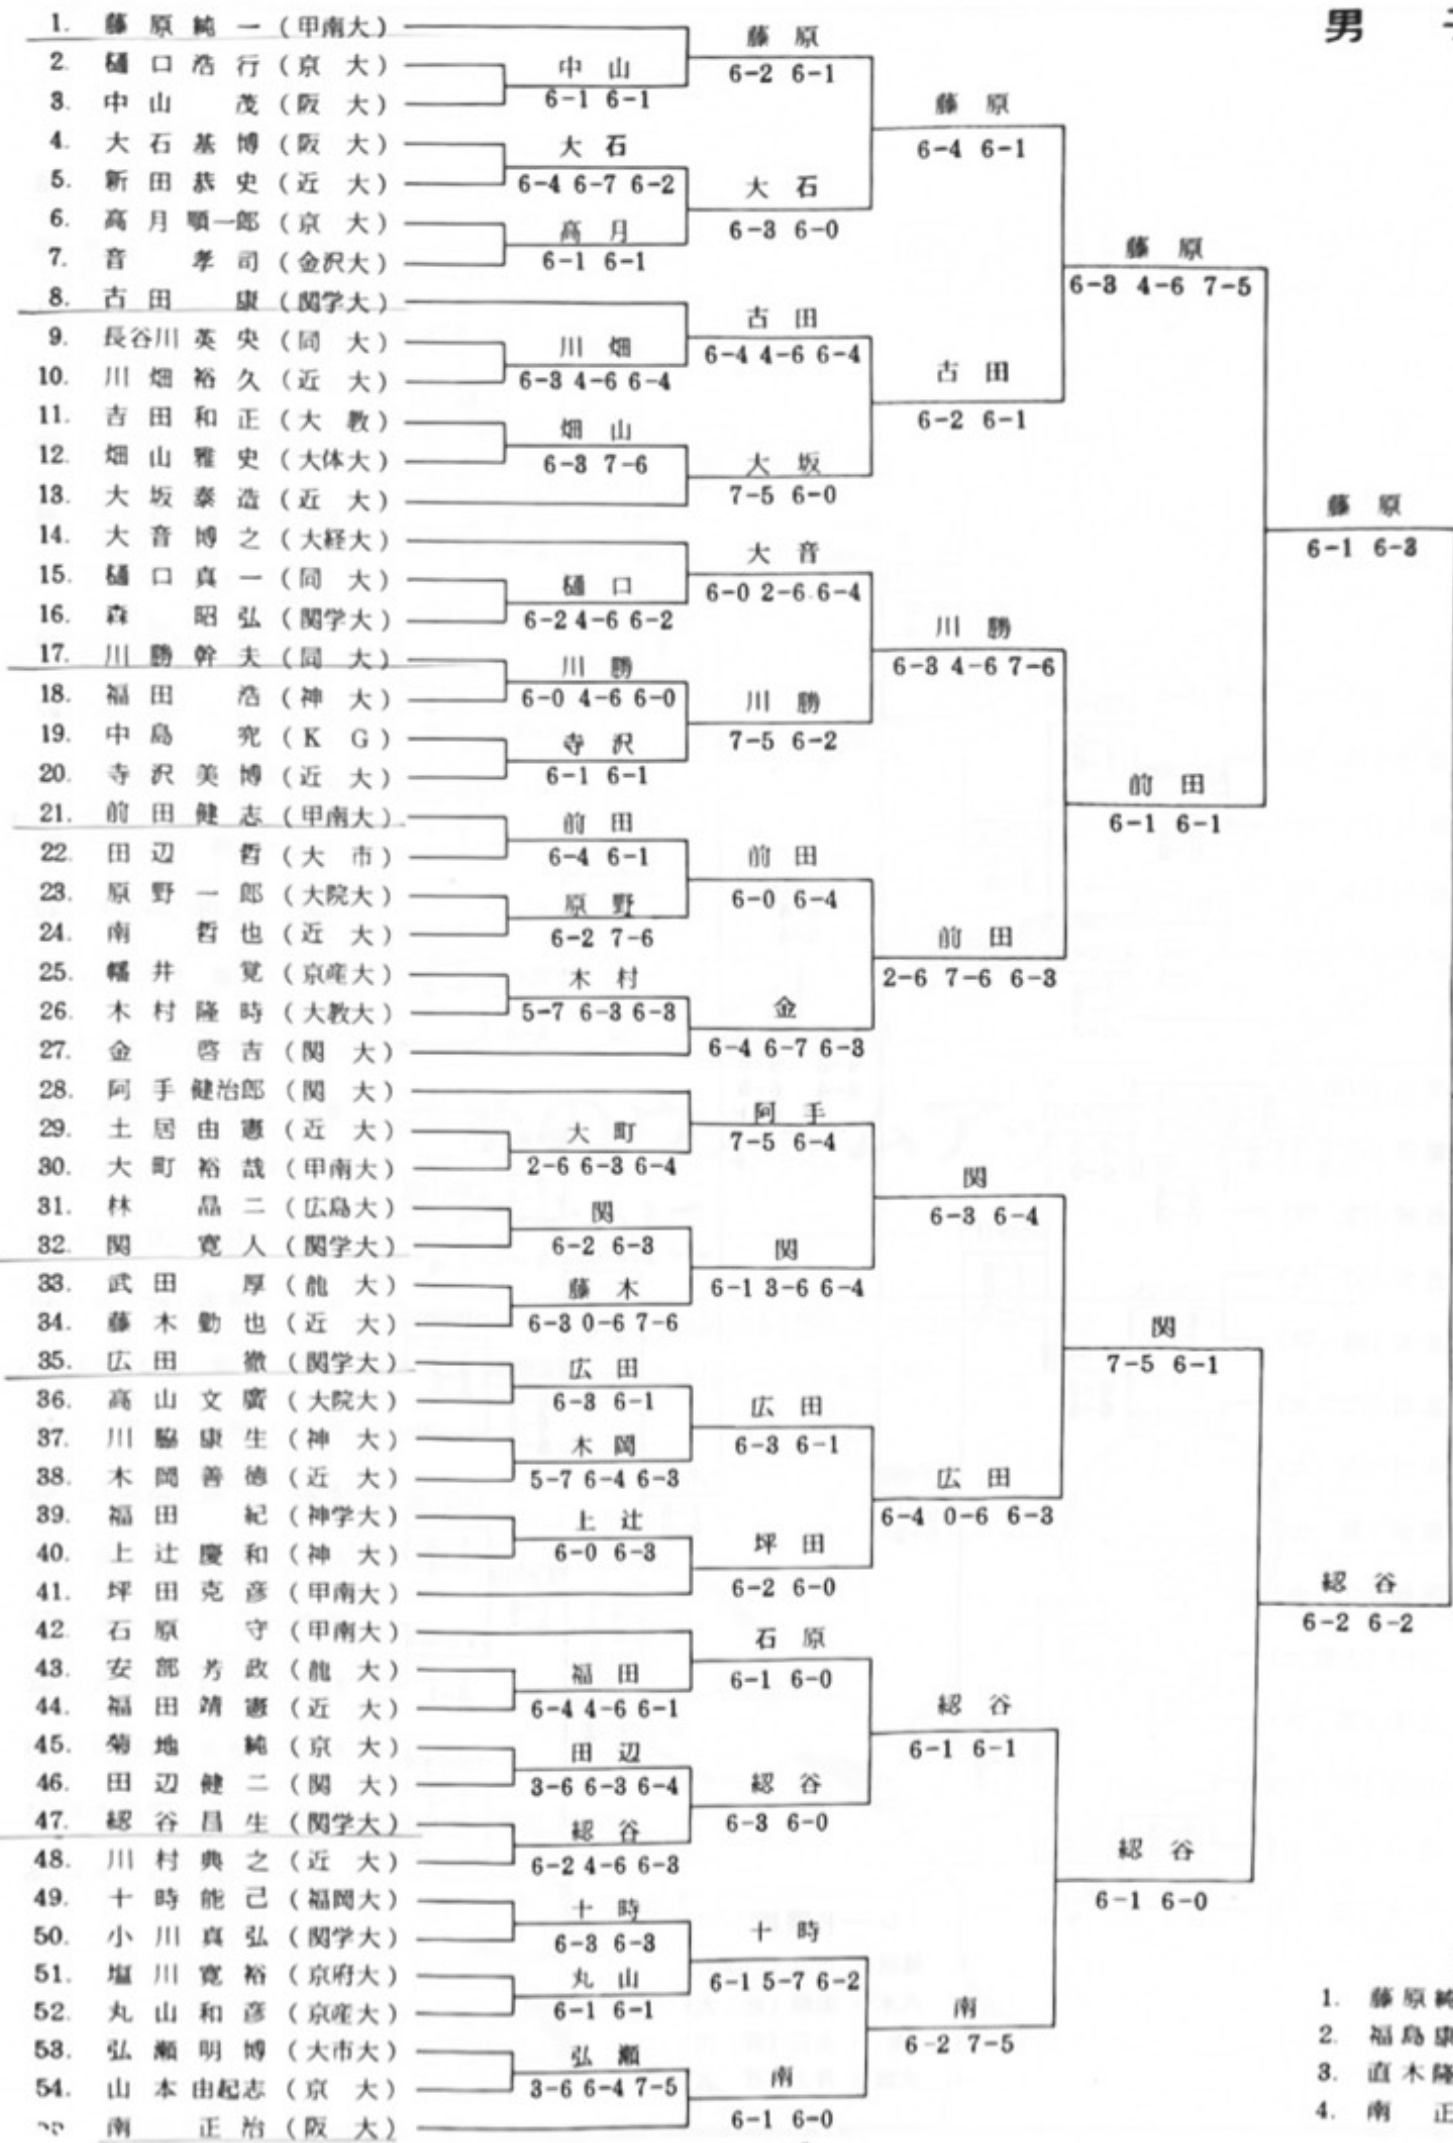 男
1. 藤原純一 (甲南大)
2. 樋口浩行 (京大)
3. 中山茂 (阪大)
4. 大石基博 (阪大)
5. 新田恭史 (近大)
6. 高月順一郎 (京大)
7. 音孝司 (金沢大)
8. 古田康 (関学大)
9. 長谷川英央 (同大)
10. 川畑裕久 (近大)
11. 吉田和正 (大教)
12. 畑山雅史 (大体大)
13. 大坂泰造 (近大)
14. 大音博之 (大経大)
15. 樋口真一 (同大)
16. 森昭弘 (関学大)
17. 川勝幹夫 (同大)
18. 福田浩 (神大)
19. 中島究 (KG)
20. 寺沢美博 (近大)
21. 前田健志 (甲南大)
22. 田辺哲 (大市)
23. 原野一郎 (大院大)
24. 南哲也 (近大)
25. 幡井覚 (京産大)
26. 木村隆時 (大教大)
27. 金啓吉 (関大)
28. 阿手健治郎 (関大)
29. 土居由憲 (近大)
30. 大町裕哉 (甲南大)
31. 林晶二 (広島大)
32. 関寛人 (関学大)
33. 武田厚 (龍大)
34. 藤木勤也 (近大)
35. 広田徹 (関学大)
36. 高山文廣 (大院大)
37. 川脇康生 (神大)
38. 木岡善徳 (近大)
39. 福田紀 (神学大)
40. 上辻慶和 (神大)
41. 坪田克彦 (甲南大)
42. 石原守 (甲南大)
43. 安部芳政 (龍大)
44. 福田靖憲 (近大)
45. 菊地純 (京大)
46. 田辺健二 (関大)
47. 綛谷昌生 (関学大)
48. 川村典之 (近大)
49. 十時能己 (福岡大)
50. 小川真弘 (関学大)
51. 塩川寛裕 (京府大)
52. 丸山和彦 (京産大)
53. 弘瀬明博 (大市大)
54. 山本由起志 (京大)
南正治 (阪大)
中山
6-1 6-1
大石
6-4 6-7 6-2
高月
6-1 6-1
川畑
6-3 4-6 6-4
畑山
6-3 7-6
樋口
6-2 4-6 6-2
川勝
6-0 4-6 6-0
寺沢
6-1 6-1
前田
6-4 6-1
原野
6-2 7-6
木村
5-7 6-3 6-3
大町
2-6 6-3 6-4
関
6-2 6-3
藤木
6-3 0-6 7-6
広田
6-3 6-1
木岡
5-7 6-4 6-3
上辻
6-0 6-3
福田
6-4 4-6 6-1
田辺
3-6 6-3 6-4
綛谷
6-2 4-6 6-3
十時
6-3 6-3
丸山
6-1 6-1
弘瀬
3-6 6-4 7-5
藤原
6-2 6-1
大石
6-3 6-0
古田
6-4 4-6 6-4
大坂
7-5 6-0
大音
6-0 2-6 6-4
川勝
7-5 6-2
前田
6-0 6-4
金
6-4 6-7 6-3
阿手
7-5 6-4
関
6-1 3-6 6-4
広田
6-3 6-1
坪田
6-2 6-0
石原
6-1 6-0
綛谷
6-3 6-0
十時
6-1 5-7 6-2
南
6-1 6-0
藤原
6-4 6-1
古田
6-2 6-1
川勝
6-3 4-6 7-6
前田
2-6 7-6 6-3
関
6-3 6-4
広田
6-4 0-6 6-3
綛谷
6-1 6-1
南
6-2 7-5
藤原
6-3 4-6 7-5
前田
6-1 6-1
関
7-5 6-1
綛谷
6-1 6-0
藤原
6-1 6-3
綛谷
6-2 6-2
1. 藤原純
2. 福島康
3. 直木隆
4. 南正